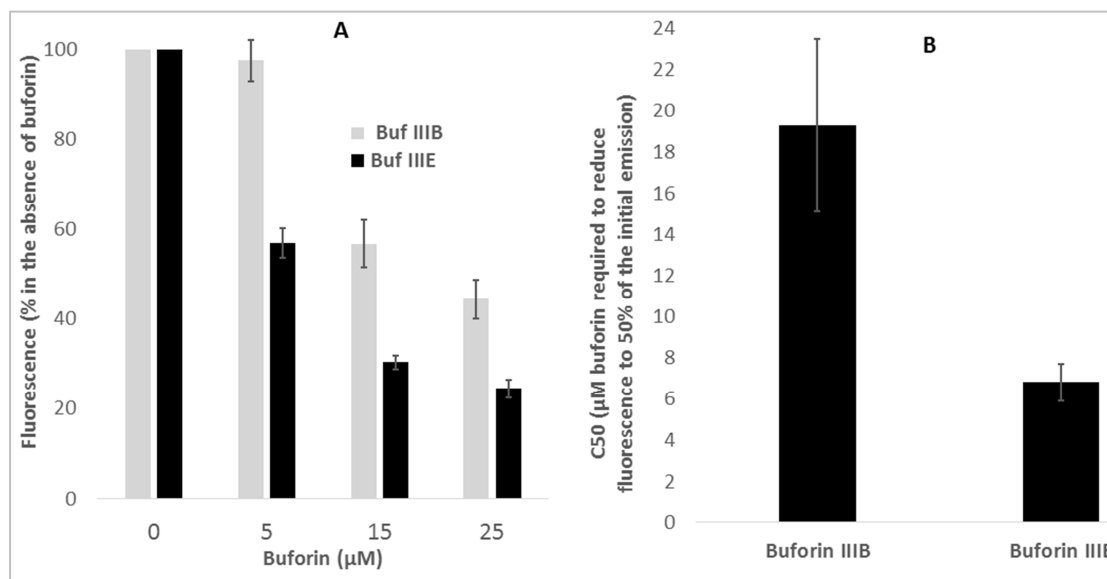 A
Fluorescence (% in the absence of buforin)
100
80
60
40
20
0
Buf IIIB
Buf IIIE
0 5 15 25
Buforin (µM)
B
C50 (µM buforin required to reduce
fluorescence to 50% of the initial emission)
24
22
20
18
16
14
12
10
8
6
4
2
0
Buforin IIIB Buforin IIIE